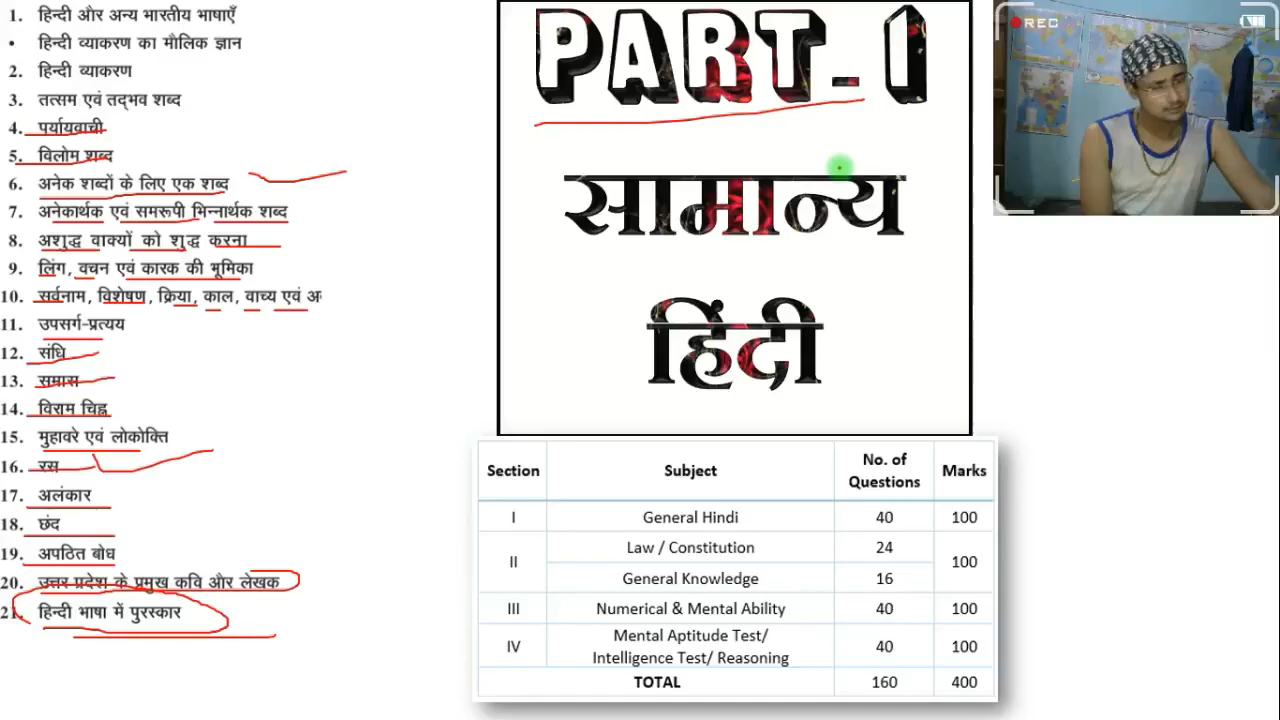 1. हिन्दी और अन्य भारतीय भाषाएँ
• हिन्दी व्याकरण का मौलिक ज्ञान
2. हिन्दी व्याकरण
3. तत्सम एवं तद्भव शब्द
4. पर्यायवाची
5. विलोम शब्द
6. अनेक शब्दों के लिए एक शब्द
7. अनेकार्थक एवं समरूपी भिन्नार्थक शब्द
8. अशुद्ध वाक्यों को शुद्ध करना
9. लिंग, वचन एवं कारक की भूमिका
10. सर्वनाम, विशेषण, क्रिया, काल, वाच्य एवं
11. उपसर्ग-प्रत्यय
12. संधि
13. समास
14. विराम चिह्न
15. मुहावरे एवं लोकोक्ति
16. रस
17. अलंकार
18. छंद
19. अपठित बोध
20. उत्तर प्रदेश के प्रमुख कवि और लेखक
21. हिन्दी भाषा में पुरस्कार
PART-1
सामान्य
हिंदी
REC
Section Subject No. of Questions Marks
I General Hindi 40 100
II Law / Constitution 24 100
General Knowledge 16
III Numerical & Mental Ability 40 100
IV Mental Aptitude Test/ 40 100
Intelligence Test/ Reasoning
TOTAL 160 400